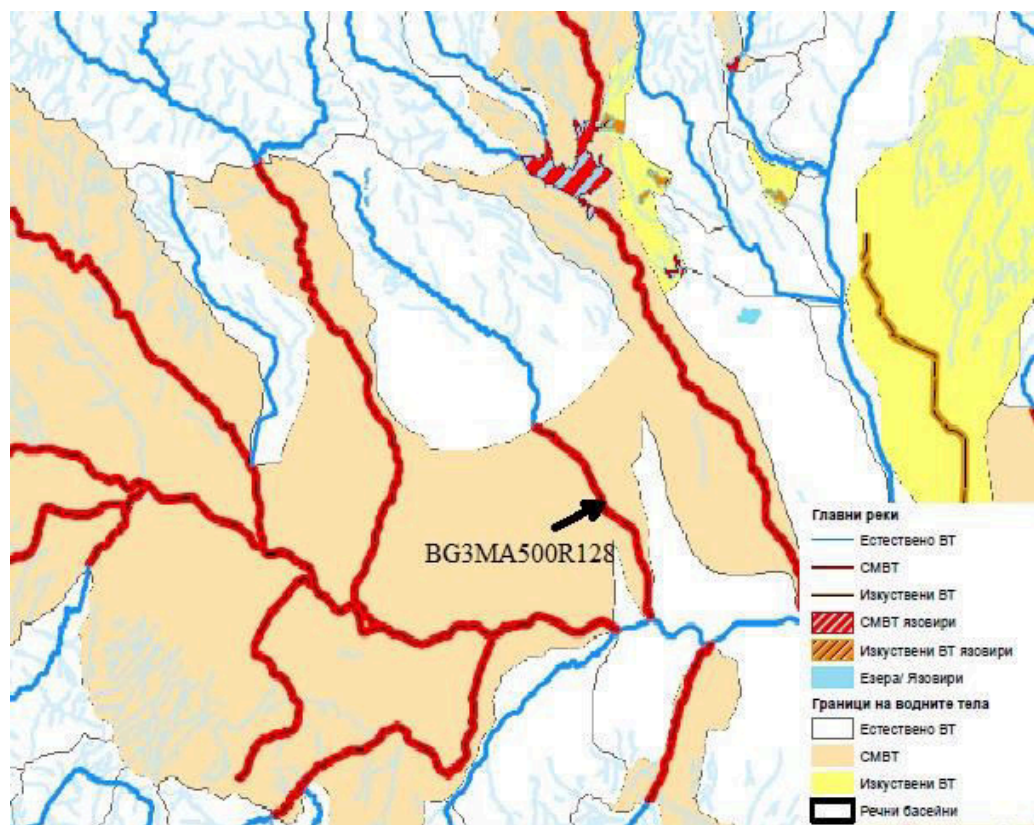 BG3MA500R128
Главни реки
Естествено ВТ
СМВТ
Изкуствени ВТ
СМВТ язовири
Изкуствени ВТ язовири
Езера/ Язовири
Граници на водните тела
Естествено ВТ
СМВТ
Изкуствени ВТ
Речни басейни